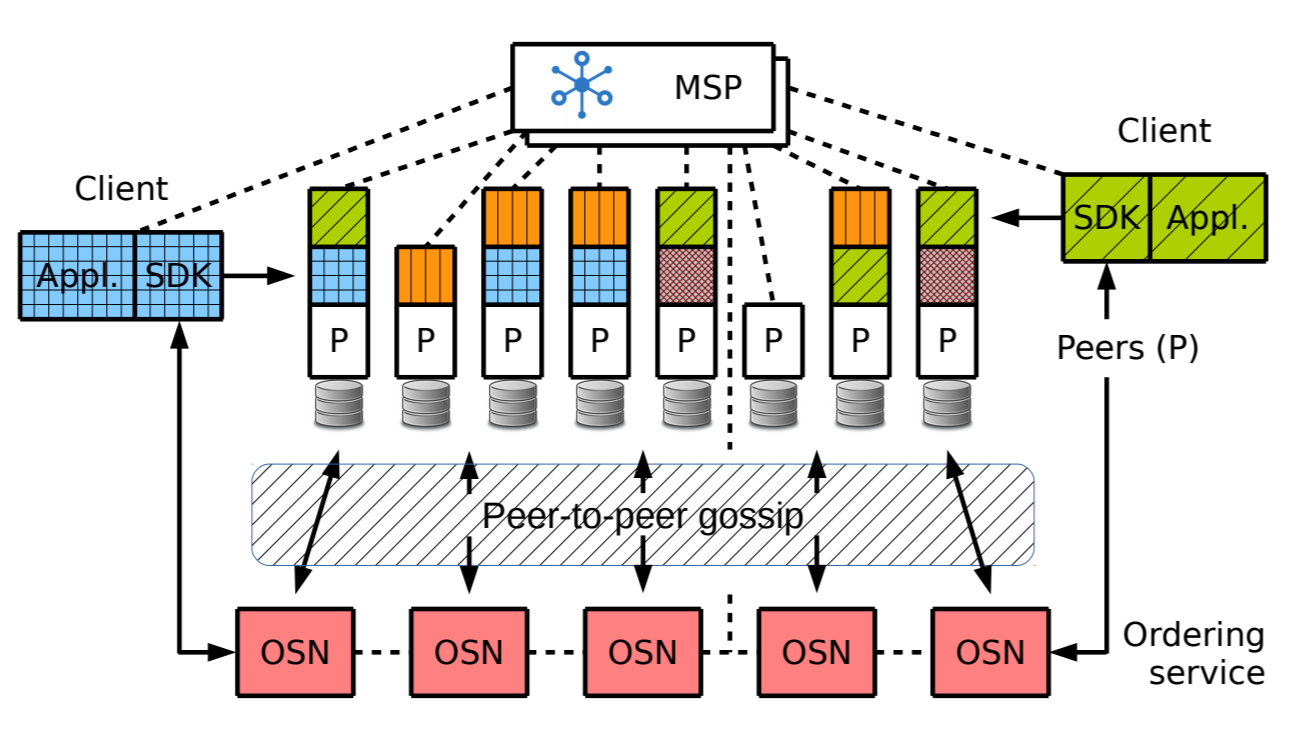 MSP
Client
Client
SDK Appl.
Appl. SDK
P P P P P P P P
Peers (P)
Peer-to-peer gossip
OSN OSN OSN OSN OSN
Ordering
service